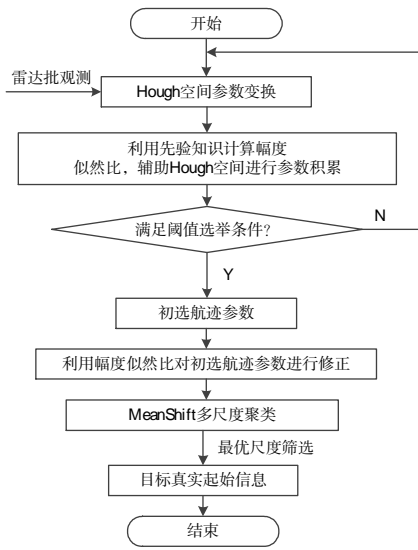 开始
雷达批观测
Hough空间参数变换
利用先验知识计算幅度
似然比，辅助Hough空间进行参数积累
满足阈值选举条件?
N
Y
初选航迹参数
利用幅度似然比对初选航迹参数进行修正
MeanShift多尺度聚类
最优尺度筛选
目标真实起始信息
结束